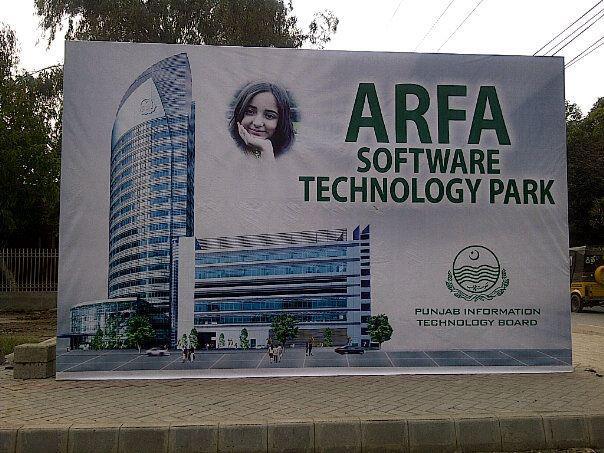 ARFA
SOFTWARE
TECHNOLOGY PARK
PUNJAB INFORMATION
TECHNOLOGY BOARD